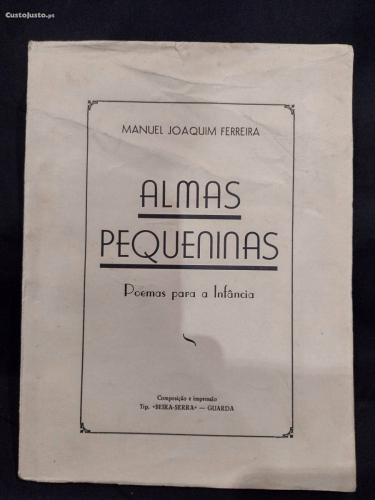 CustoJusto.pt
MANUEL JOAQUIM FERREIRA
ALMAS
PEQUENINAS
Poemas para a Infância
Composição e impressão
Tip. «BEIRA-SERRA» — GUARDA